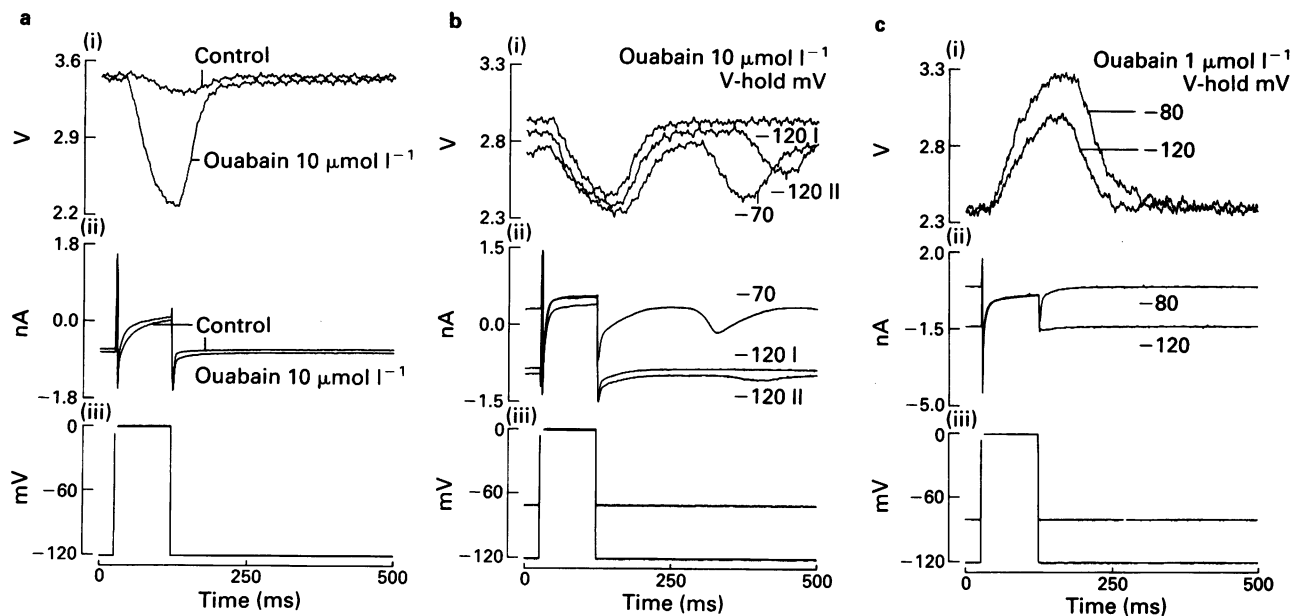 a
(i)
3.6
2.9
2.2
V
Control
Ouabain 10 μmol l⁻¹
(ii)
1.8
0.0
−1.8
nA
Control
Ouabain 10 μmol l⁻¹
(iii)
0
−60
−120
mV
0 250 500
Time (ms)
b
(i)
Ouabain 10 μmol l⁻¹
V-hold mV
3.3
2.8
2.3
V
−120 I
−120 II
−70
(ii)
1.5
0.0
−1.5
nA
−70
−120 I
−120 II
(iii)
0
−60
−120
mV
0 250 500
Time (ms)
c
(i)
Ouabain 1 μmol l⁻¹
V-hold mV
3.3
2.8
2.3
V
−80
−120
(ii)
2.0
−1.5
−5.0
nA
−80
−120
(iii)
0
−60
−120
mV
0 250 500
Time (ms)